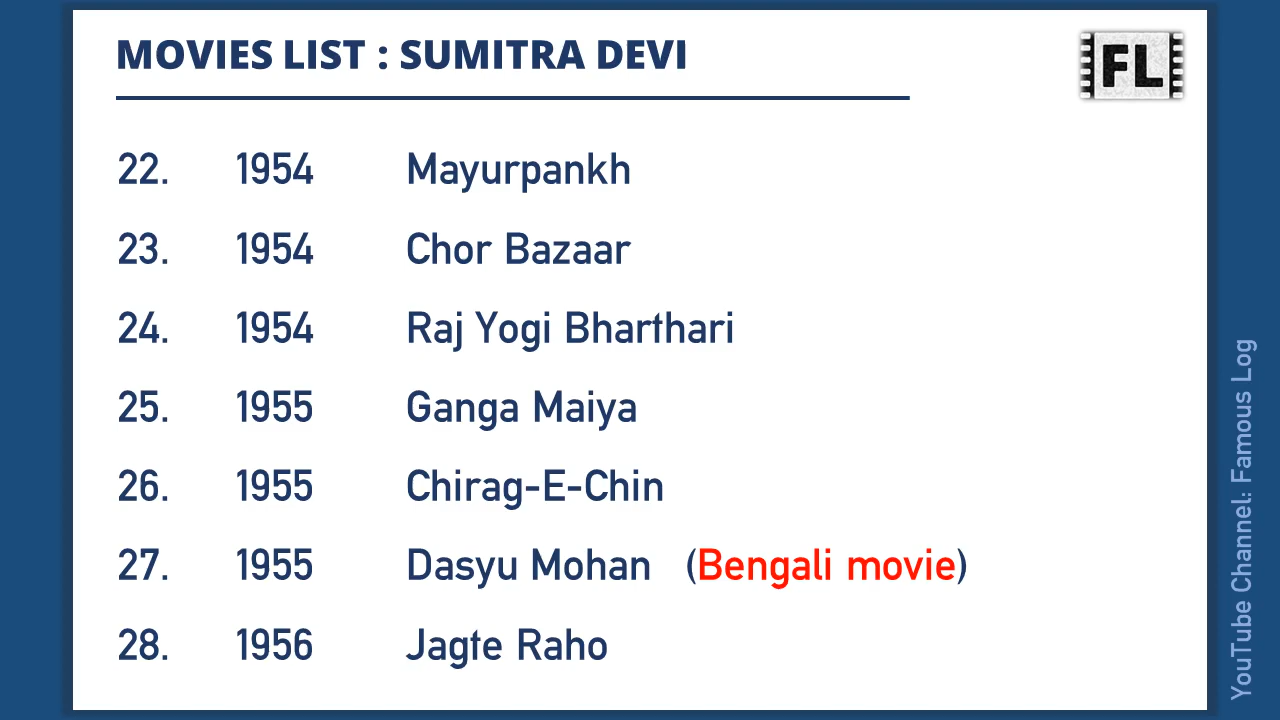 MOVIES LIST : SUMITRA DEVI
FL
22. 1954 Mayurpankh
23. 1954 Chor Bazaar
24. 1954 Raj Yogi Bharthari
25. 1955 Ganga Maiya
26. 1955 Chirag-E-Chin
27. 1955 Dasyu Mohan (Bengali movie)
28. 1956 Jagte Raho
YouTube Channel: Famous Log